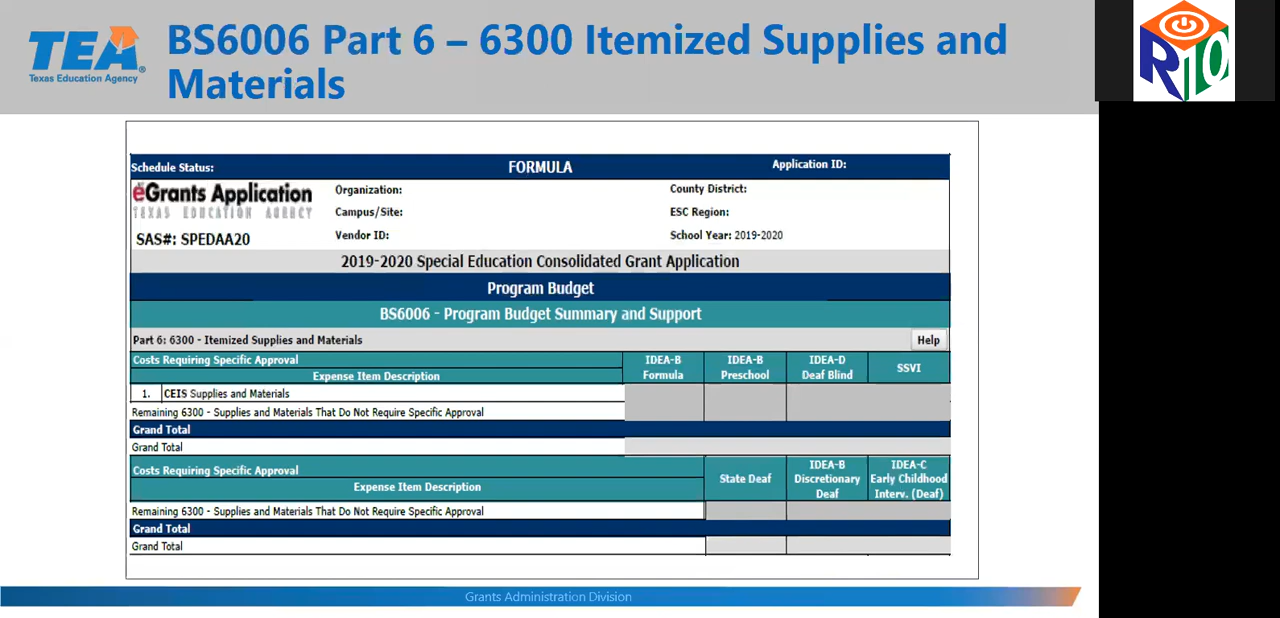 TEA
Texas Education Agency
BS6006 Part 6 – 6300 Itemized Supplies and
Materials
R10
Schedule Status:
FORMULA
Application ID:
eGrants Application
TEXAS EDUCATION AGENCY
SAS#: SPEDAA20
Organization:
County District:
Campus/Site:
ESC Region:
Vendor ID:
School Year: 2019-2020
2019-2020 Special Education Consolidated Grant Application
Program Budget
BS6006 - Program Budget Summary and Support
Part 6: 6300 - Itemized Supplies and Materials
Help
Costs Requiring Specific Approval
Expense Item Description
IDEA-B
Formula
IDEA-B
Preschool
IDEA-D
Deaf Blind
SSVI
1. CEIS Supplies and Materials
Remaining 6300 - Supplies and Materials That Do Not Require Specific Approval
Grand Total
Grand Total
Costs Requiring Specific Approval
Expense Item Description
State Deaf
IDEA-B
Discretionary
Deaf
IDEA-C
Early Childhood
Interv. (Deaf)
Remaining 6300 - Supplies and Materials That Do Not Require Specific Approval
Grand Total
Grand Total
Grants Administration Division